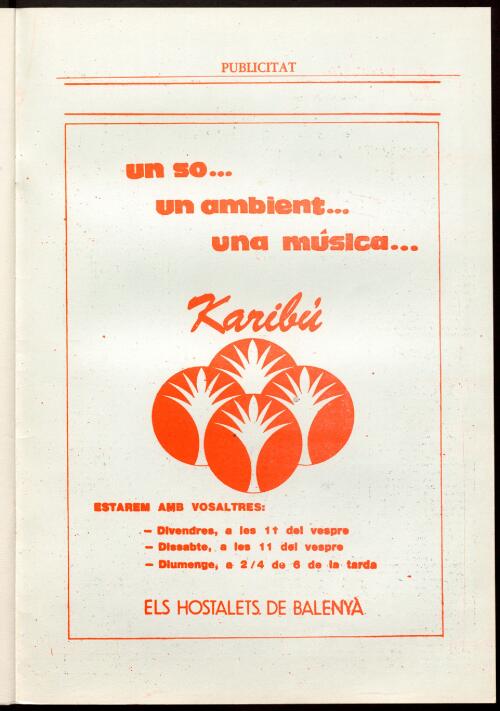 PUBLICITAT
un so...
un ambient...
una música...
Karibú
ESTAREM AMB VOSALTRES:
- Divendres, a les 11 del vespre
- Dissabte, a les 11 del vespre
- Diumenge, a 2/4 de 6 de la tarda
ELS HOSTALETS DE BALENYÀ